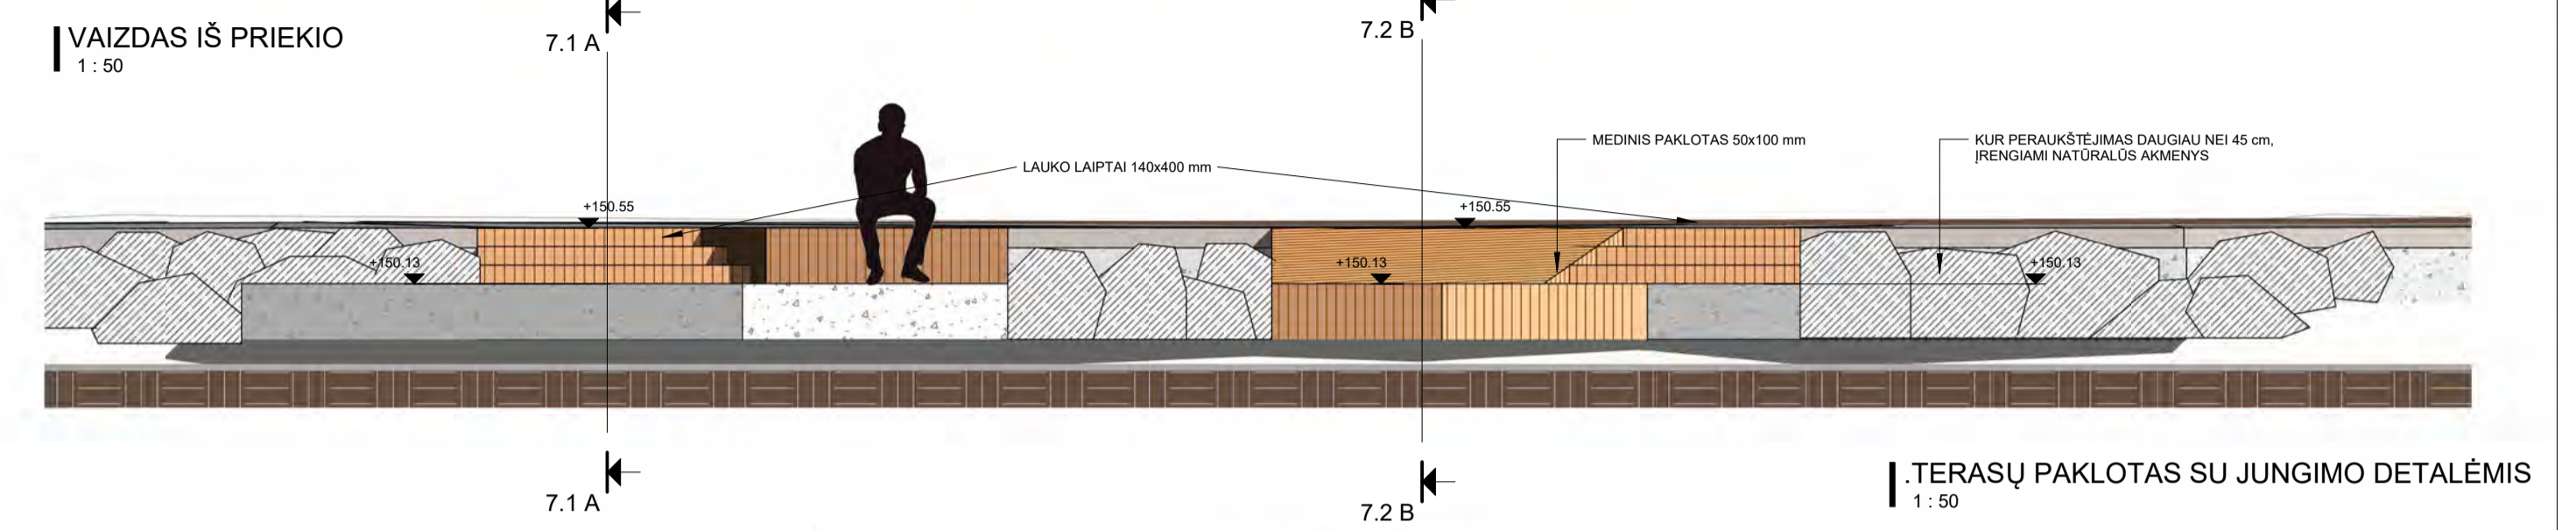 VAIZDAS IŠ PRIEKIO
1 : 50
7.1 A
7.2 B
MEDINIS PAKLOTAS 50x100 mm
KUR PERAUKŠTĖJIMAS DAUGIAU NEI 45 cm,
ĮRENGIAMI NATŪRALŪS AKMENYS
LAUKO LAIPTAI 140x400 mm
+150.55
+150.55
+150.13
+150.13
+150.13
.TERASŲ PAKLOTAS SU JUNGIMO DETALĖMIS
1 : 50
7.1 A
7.2 B